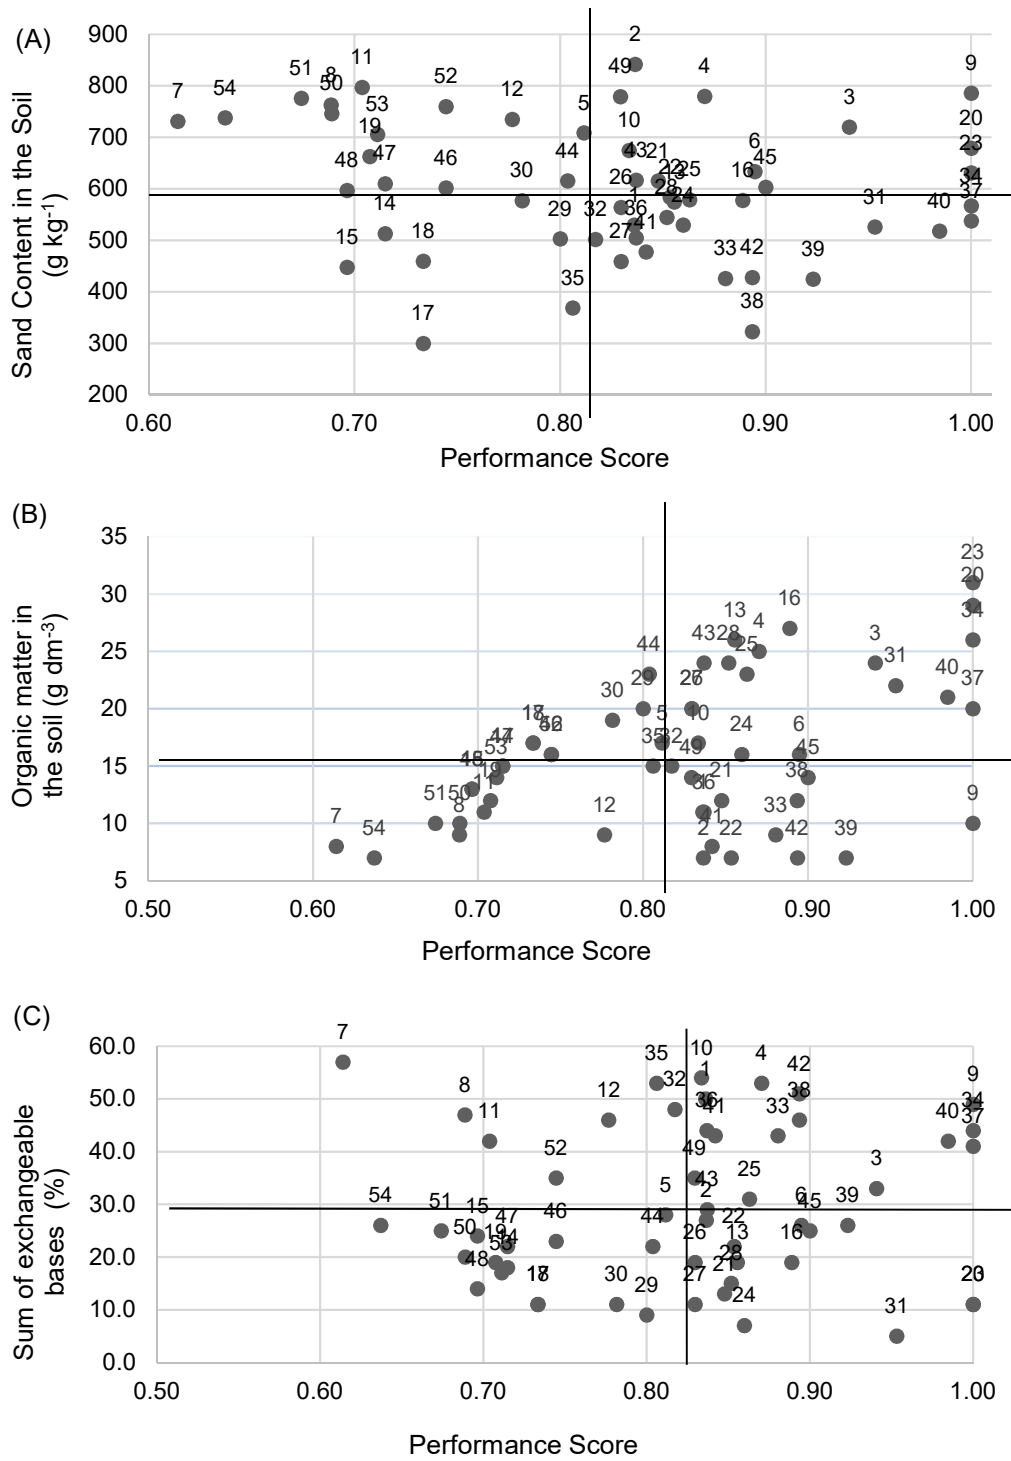 (A)
Sand Content in the Soil
(g kg-1)
900
800
700
600
500
400
300
200
7 54 51 8 50 11 53 19 48 47 14 15 18 17 52 46 12 30 29 44 35 5 32
2 49 4 10 43 21 26 22 13 25 28 24 1 36 41 27 16 6 45 33 42 38 3 31 39 40 9 20 23 34 37
0.60 0.70 0.80 0.90 1.00
Performance Score
(B)
Organic matter in
the soil (g dm-3)
35
30
25
20
15
10
5
7 54 51 50 8 11 19 53 52 12 30 29 44 5 35 32
10 49 26 43 13 28 4 25 16 24 21 36 41 2 22 6 45 38 33 42 39 3 31 40 23 20 34 37 9
0.50 0.60 0.70 0.80 0.90 1.00
Performance Score
(C)
Sum of exchangeable
bases (%)
60.0
50.0
40.0
30.0
20.0
10.0
0.0
7 8 11 54 51 15 50 48 19 47 14 53 52 46 18 12 30 29 35 32 5 44
10 1 36 41 49 43 2 22 26 13 28 21 27 24 4 42 38 33 25 6 45 39 16 3 31 40 9 34 37 20
0.50 0.60 0.70 0.80 0.90 1.00
Performance Score